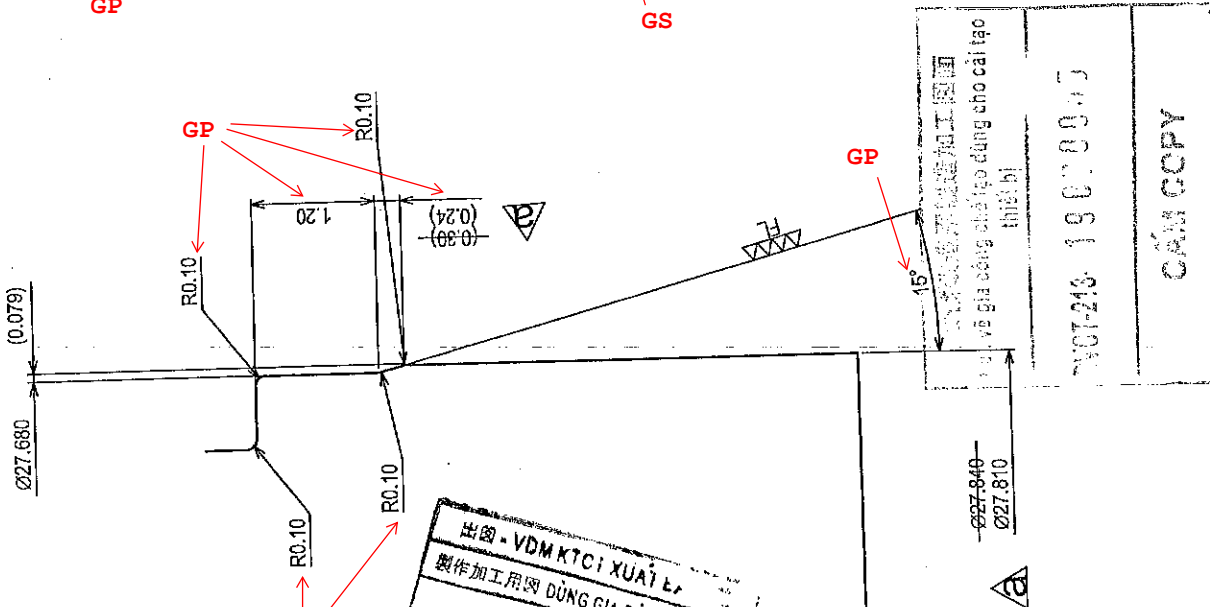 GP
GS
GP
R0.10
R0.10
1.20
(0.30)
(0.24)
a
(0.079)
Ø27.680
R0.10
R0.10
GP
FL
15°
Ø27.840
Ø27.810
a
vẽ gia công chế tạo dùng cho cải tạo
thiết bị
CẤM COPY
出図 - VDM KTC1 XUẤT
製作加工用図 DÙNG GIA